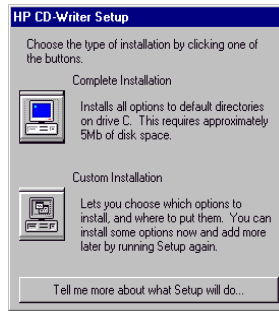 HP CD-Writer Setup
Choose the type of installation by clicking one of
the buttons.
Complete Installation
Installs all options to default directories
on drive C. This requires approximately
5Mb of disk space.
Custom Installation
Lets you choose which options to
install, and where to put them. You can
install some options now and add more
later by running Setup again.
Tell me more about what Setup will do...